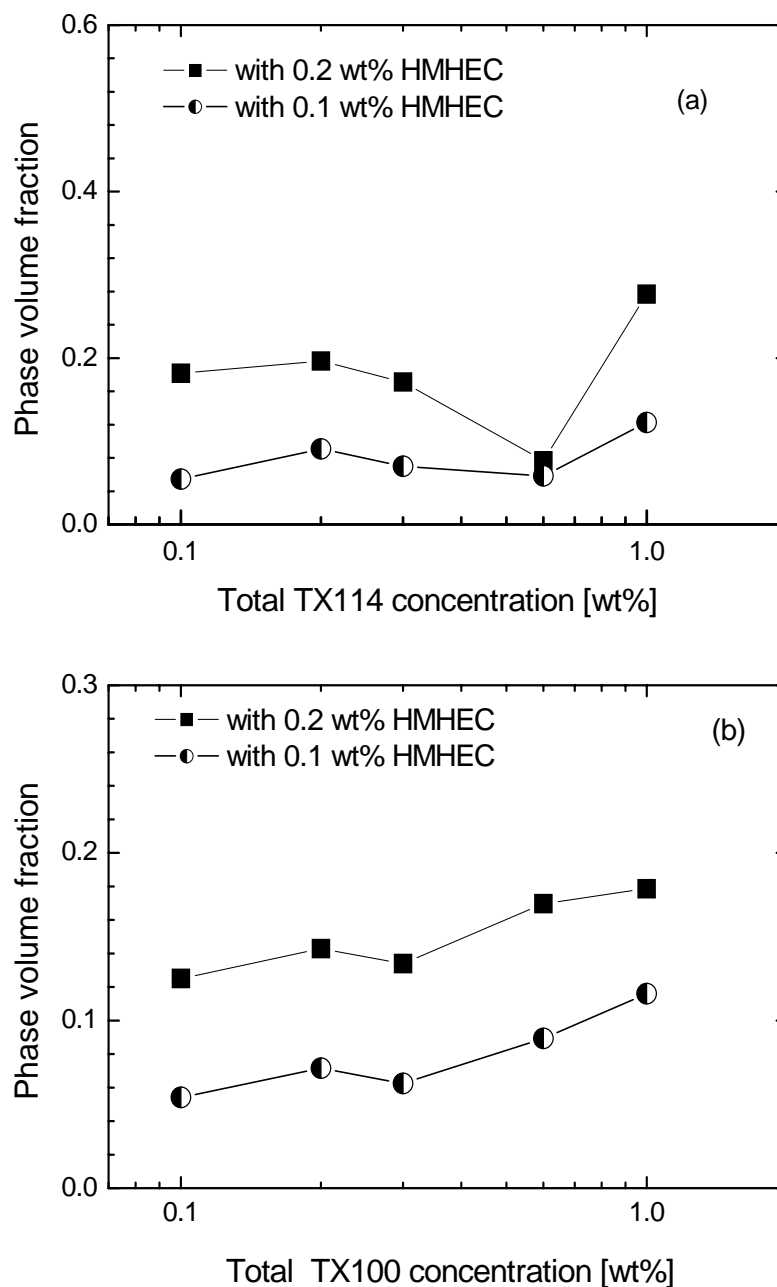 0.6
with 0.2 wt% HMHEC
with 0.1 wt% HMHEC
(a)
0.4
0.2
0.0
Phase volume fraction
0.1
1.0
Total TX114 concentration [wt%]
0.3
with 0.2 wt% HMHEC
with 0.1 wt% HMHEC
(b)
0.2
0.1
0.0
Phase volume fraction
0.1
1.0
Total TX100 concentration [wt%]